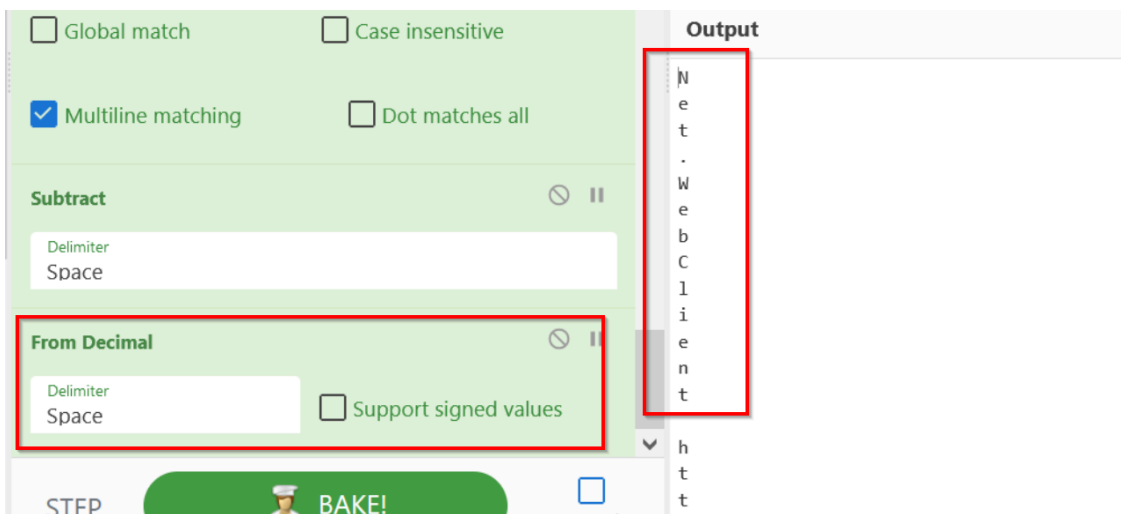 Global match
Case insensitive
Multiline matching
Dot matches all
Subtract
Delimiter
Space
From Decimal
Delimiter
Space
Support signed values
STEP
BAKE!
Output
N
e
t
.
W
e
b
C
l
i
e
n
t
h
t
t